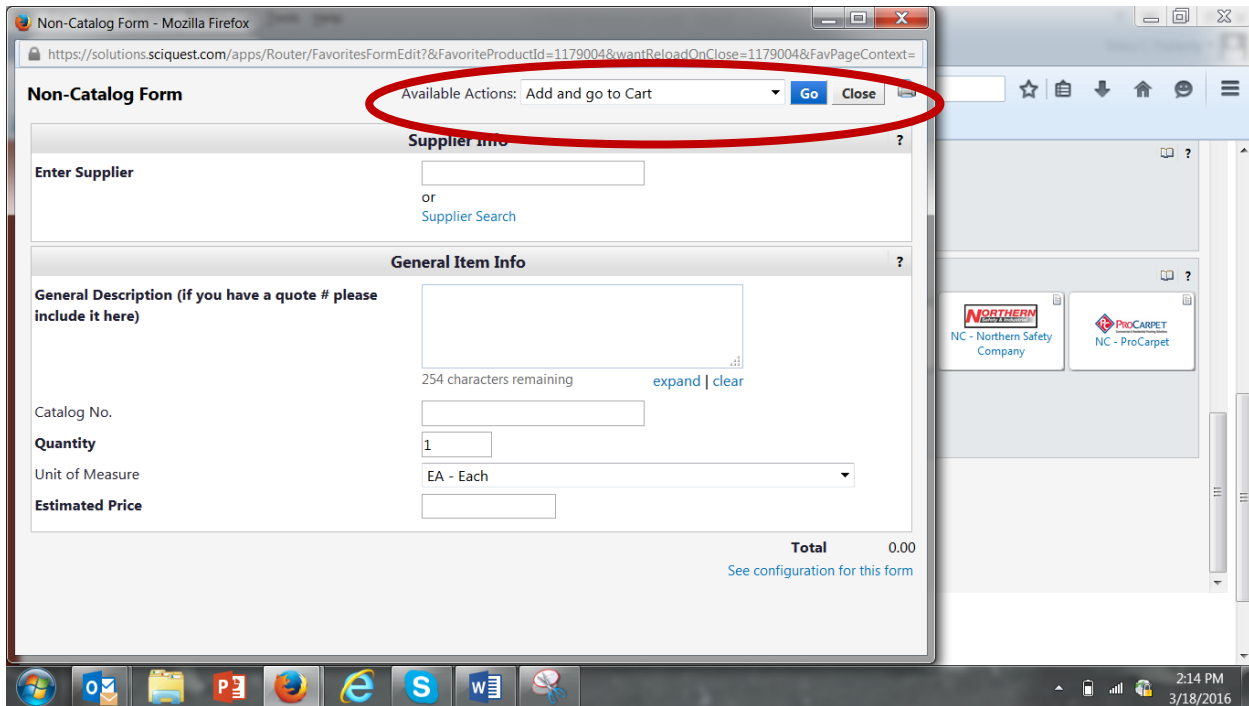 Non-Catalog Form - Mozilla Firefox
https://solutions.sciquest.com/apps/Router/FavoritesFormEdit?&FavoriteProductId=1179004&wantReloadOnClose=1179004&FavPageContext=
Non-Catalog Form
Available Actions: Add and go to Cart Go Close
Supplier Info ?
Enter Supplier
or
Supplier Search
General Item Info ?
General Description (if you have a quote # please
include it here)
254 characters remaining expand | clear
Catalog No.
Quantity 1
Unit of Measure EA - Each
Estimated Price
Total 0.00
See configuration for this form
?
?
NORTHERN
NC - Northern Safety
Company
PROCARPET
NC - ProCarpet
2:14 PM
3/18/2016